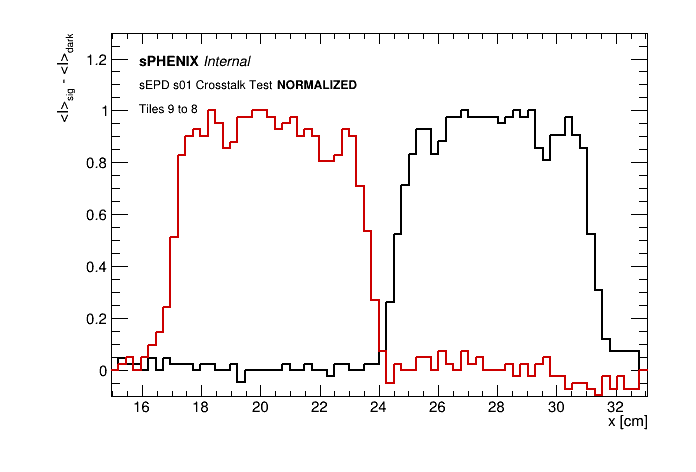 <I>sig - <I>dark
sPHENIX Internal
sEPD s01 Crosstalk Test NORMALIZED
Tiles 9 to 8
1.2
1
0.8
0.6
0.4
0.2
0
16 18 20 22 24 26 28 30 32
x [cm]